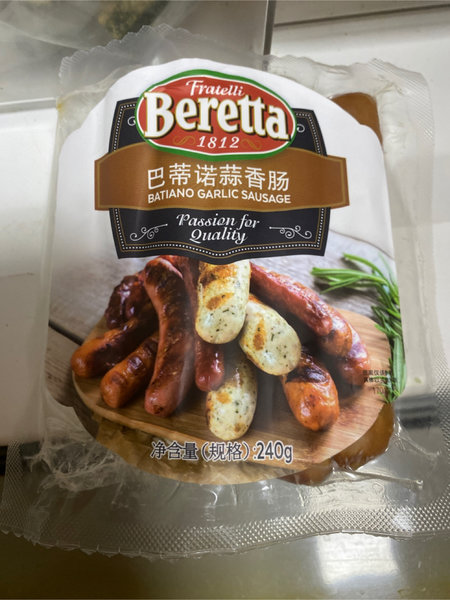 Fratelli
Beretta
1812
巴蒂诺蒜香肠
BATIANO GARLIC SAUSAGE
Passion for
Quality
净含量(规格):240g